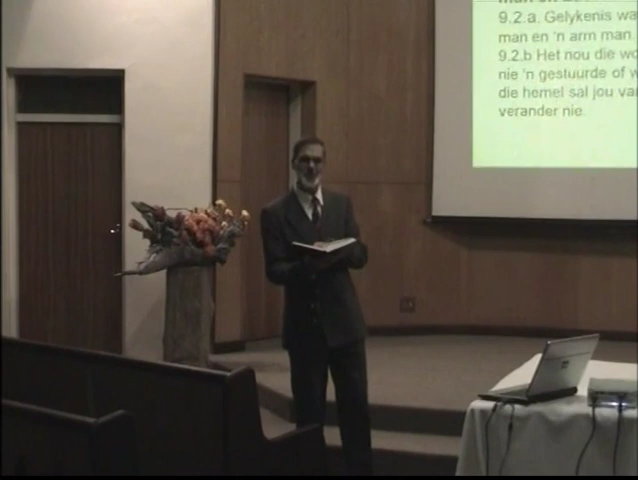 9.2.a. Gelykenis wa
man en 'n arm man
9.2.b Het nou die wo
nie 'n gestuurde of w
die hemel sal jou va
verander nie.